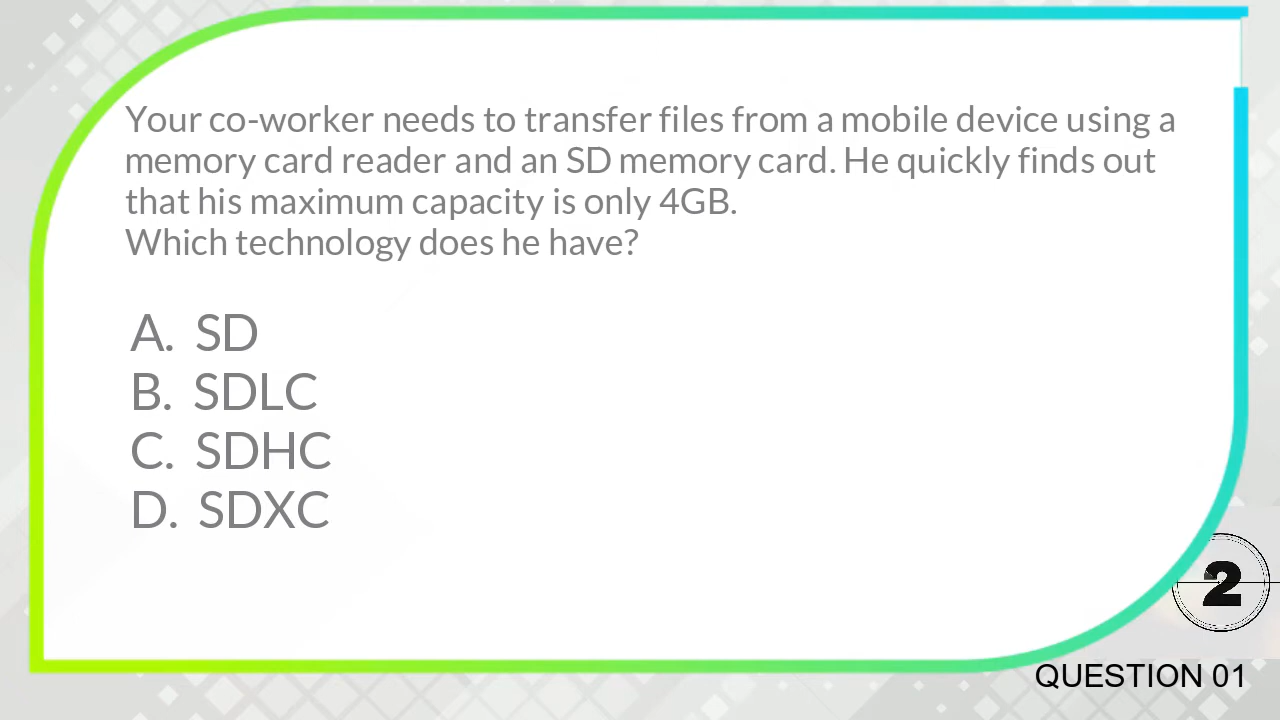 Your co-worker needs to transfer files from a mobile device using a
memory card reader and an SD memory card. He quickly finds out
that his maximum capacity is only 4GB.
Which technology does he have?
A. SD
B. SDLC
C. SDHC
D. SDXC
2
QUESTION 01